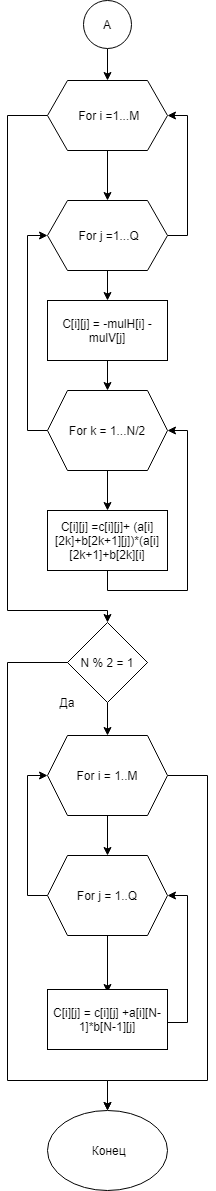 A
For i =1...M
For j =1...Q
C[i][j] = -mulH[i] -
mulV[j]
For k = 1...N/2
C[i][j] =c[i][j]+ (a[i]
[2k]+b[2k+1][j])*(a[i]
[2k+1]+b[2k][i]
N % 2 = 1
Да
For i = 1..M
For j = 1..Q
C[i][j] = c[i][j] +a[i][N-
1]*b[N-1][j]
Конец